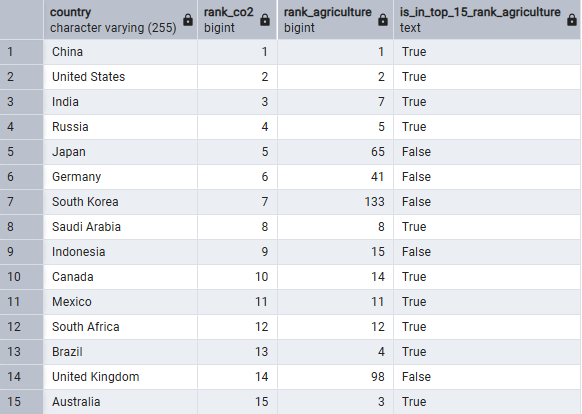 country rank_co2 rank_agriculture is_in_top_15_rank_agriculture
character varying (255) bigint bigint text
1 China 1 1 True
2 United States 2 2 True
3 India 3 7 True
4 Russia 4 5 True
5 Japan 5 65 False
6 Germany 6 41 False
7 South Korea 7 133 False
8 Saudi Arabia 8 8 True
9 Indonesia 9 15 False
10 Canada 10 14 True
11 Mexico 11 11 True
12 South Africa 12 12 True
13 Brazil 13 4 True
14 United Kingdom 14 98 False
15 Australia 15 3 True